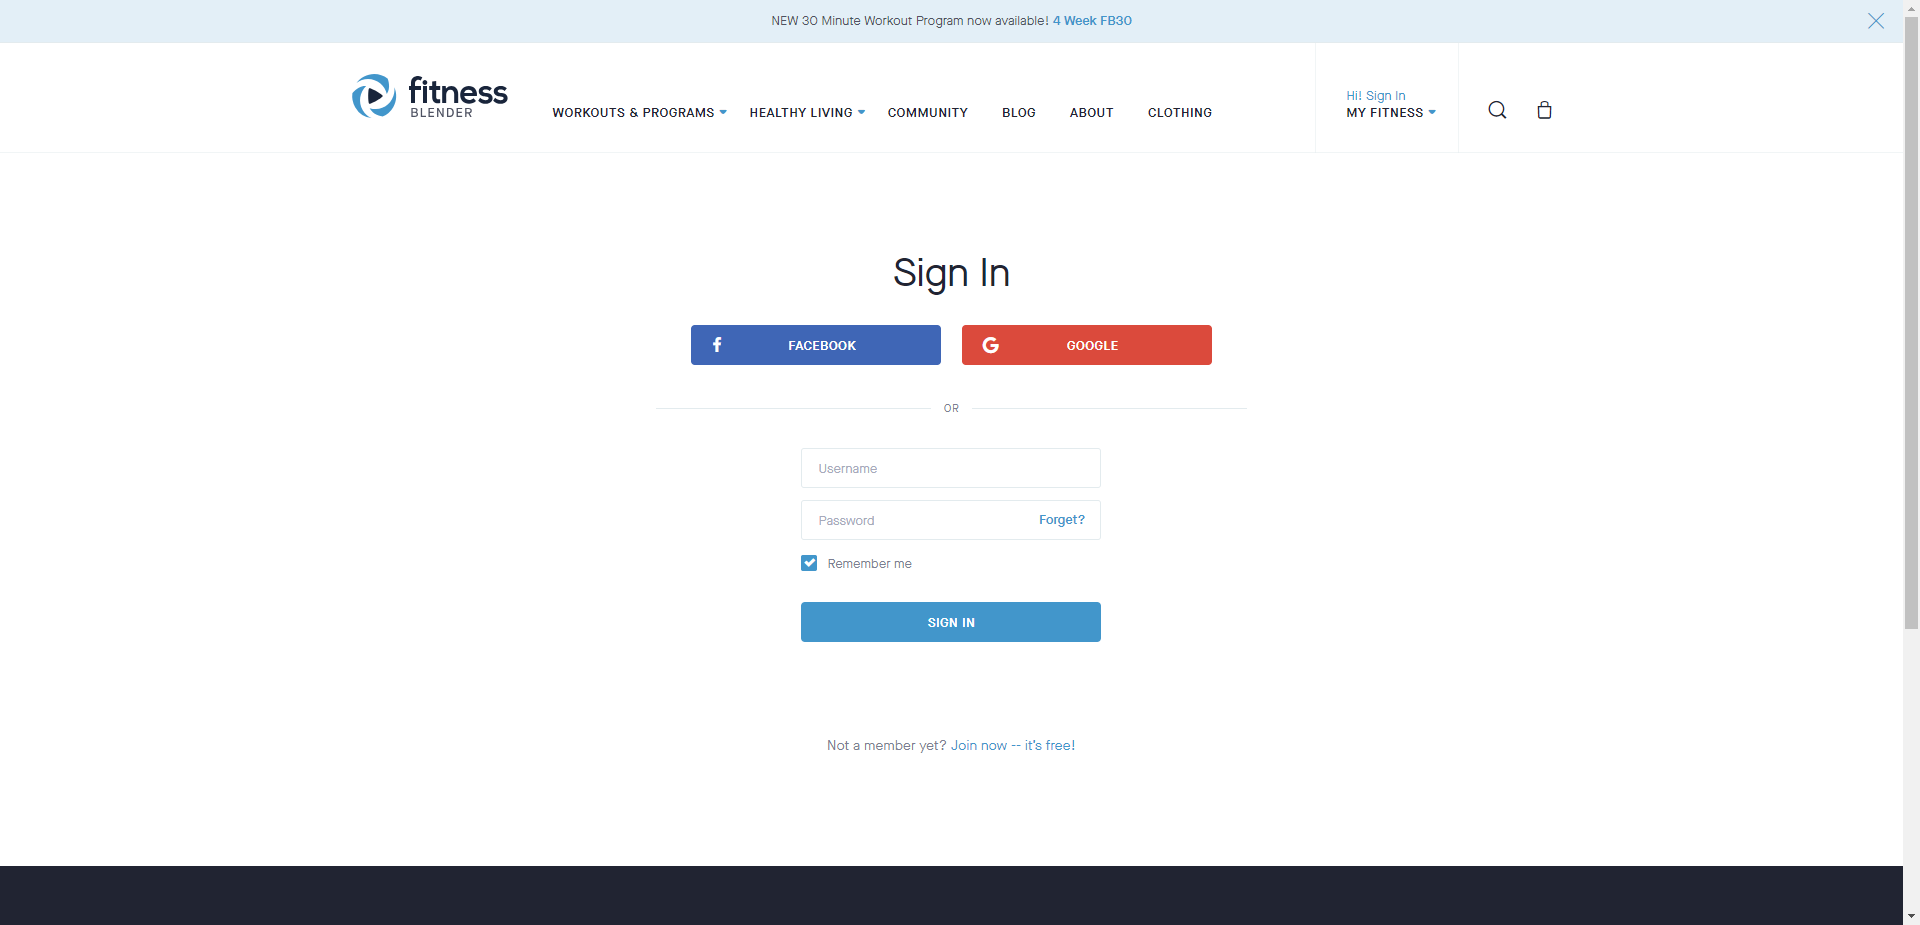 NEW 30 Minute Workout Program now available! 4 Week FB30
fitness
BLENDER
WORKOUTS & PROGRAMS
HEALTHY LIVING
COMMUNITY
BLOG
ABOUT
CLOTHING
Hi! Sign In
MY FITNESS
Sign In
FACEBOOK
GOOGLE
OR
Username
Password
Forget?
Remember me
SIGN IN
Not a member yet? Join now -- it's free!